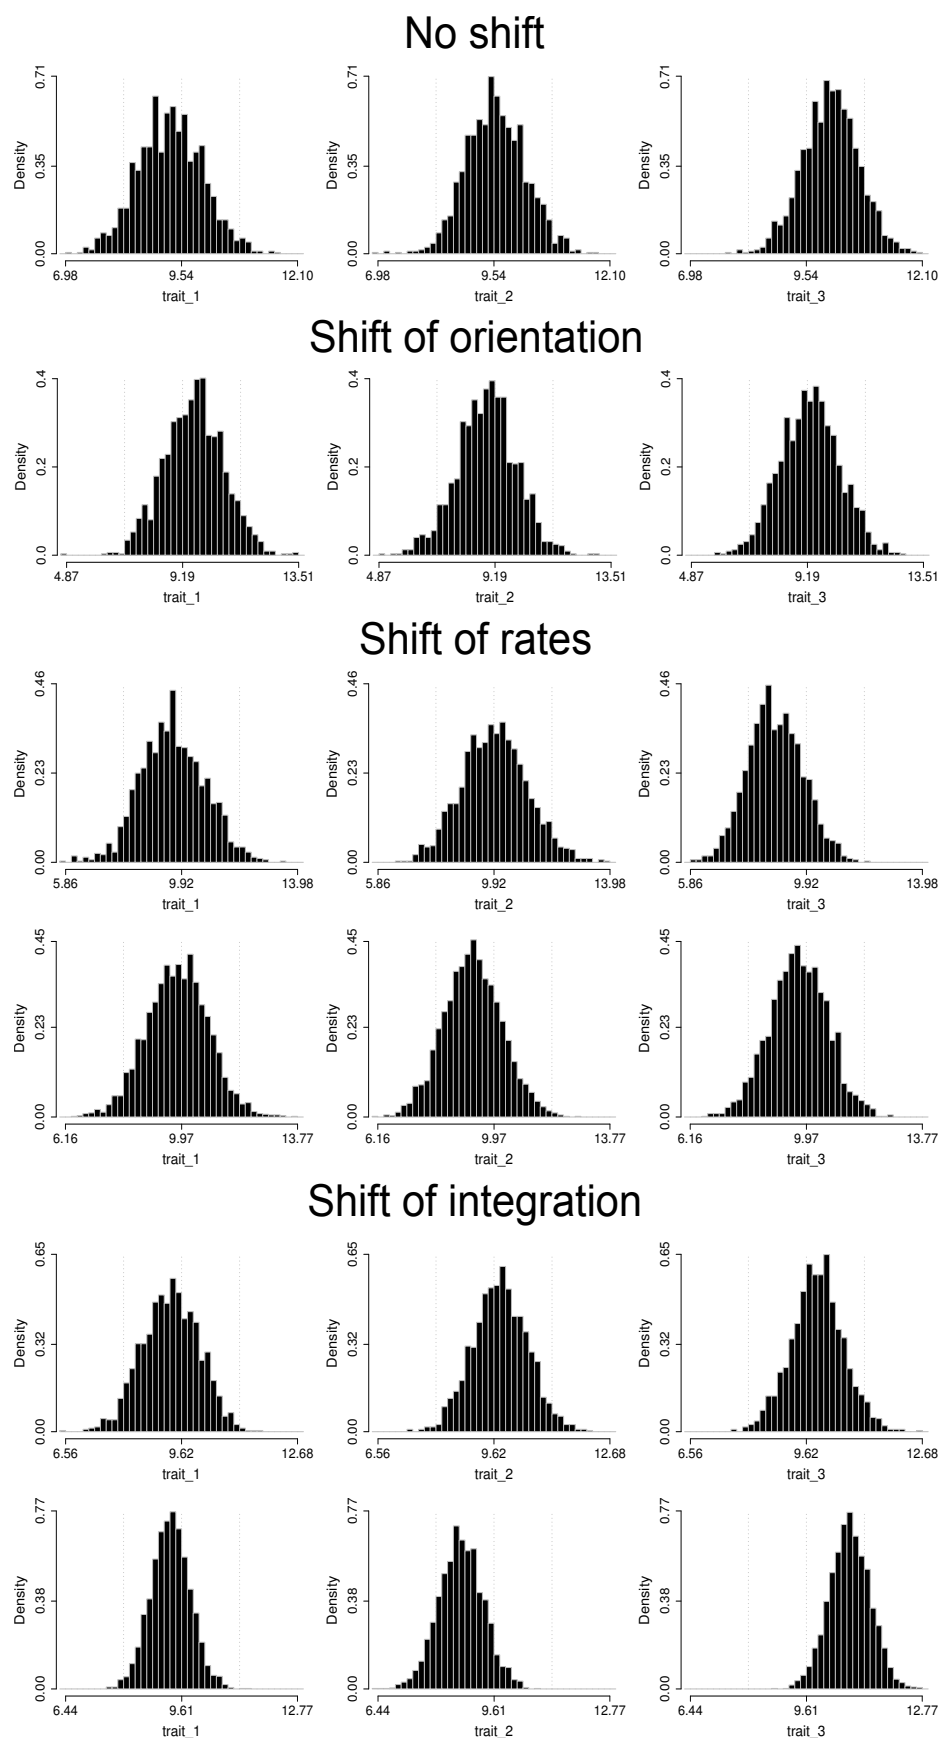 No shift
Density 0.00 0.35 0.71
6.98 9.54 12.10
trait_1
Density 0.00 0.35 0.71
6.98 9.54 12.10
trait_2
Density 0.00 0.35 0.71
6.98 9.54 12.10
trait_3
Shift of orientation
Density 0.0 0.2 0.4
4.87 9.19 13.51
trait_1
Density 0.0 0.2 0.4
4.87 9.19 13.51
trait_2
Density 0.0 0.2 0.4
4.87 9.19 13.51
trait_3
Shift of rates
Density 0.00 0.23 0.46
5.86 9.92 13.98
trait_1
Density 0.00 0.23 0.46
5.86 9.92 13.98
trait_2
Density 0.00 0.23 0.46
5.86 9.92 13.98
trait_3
Density 0.00 0.23 0.45
6.16 9.97 13.77
trait_1
Density 0.00 0.23 0.45
6.16 9.97 13.77
trait_2
Density 0.00 0.23 0.45
6.16 9.97 13.77
trait_3
Shift of integration
Density 0.00 0.32 0.65
6.56 9.62 12.68
trait_1
Density 0.00 0.32 0.65
6.56 9.62 12.68
trait_2
Density 0.00 0.32 0.65
6.56 9.62 12.68
trait_3
Density 0.00 0.38 0.77
6.44 9.61 12.77
trait_1
Density 0.00 0.38 0.77
6.44 9.61 12.77
trait_2
Density 0.00 0.38 0.77
6.44 9.61 12.77
trait_3